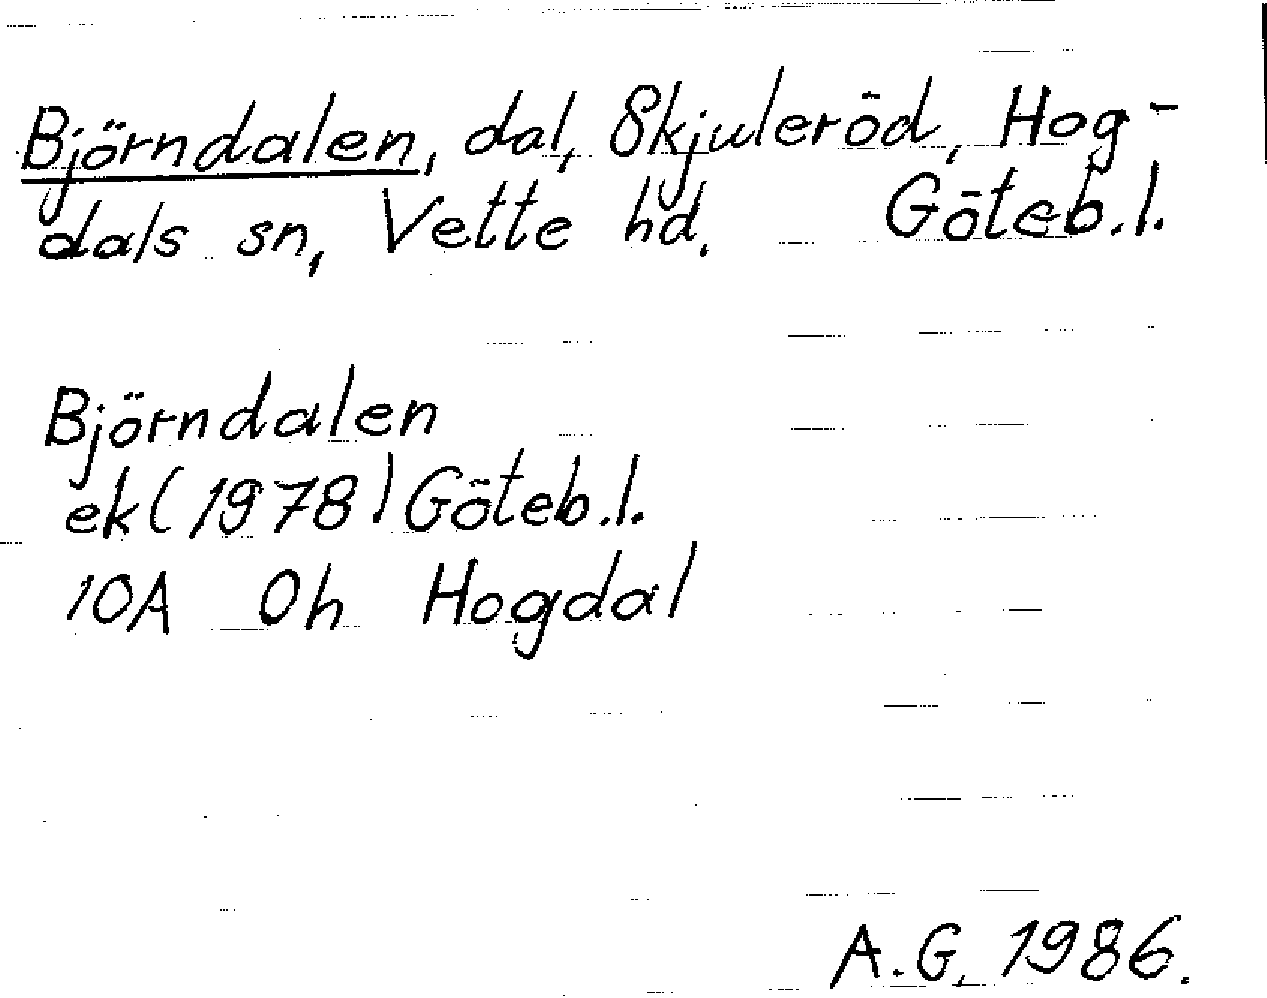 Björndalen, dal, Skjuleröd, Hog-
dals sn, Vette hd. Göteb.l.
Björndalen
ek (1978) Göteb.l.
10A 0h Hogdal
A.G. 1986.